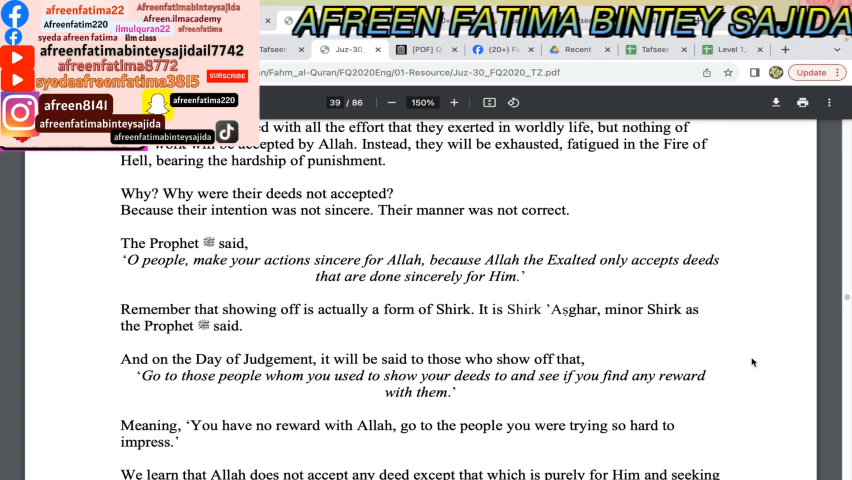 AFREEN FATIMA BINTEY SAJIDA
afreenfatima22
Afreenfatimabinteysajida
Afreen.ilmacademy
Afreenfatim220
ilmulquran22
afreenfatima
syeda afreen fatima
ilm class
afreenfatimabinteysajidail7742
afreenfatima8772
syedaafreenfatima3815
SUBSCRIBE
afreen8141
afreenfatima220
afreenfatimabinteysajida
afreenfatimabinteysajida
Tafseer
Juz-30,
[PDF] Q
(20+) Fa
Recent
Tafseer
Level 1,
an/Fahm_al-Quran/FQ2020Eng/01-Resource/Juz-30_FQ2020_TZ.pdf
Update
39 / 86
150%
with all the effort that they exerted in worldly life, but nothing of
will be accepted by Allah. Instead, they will be exhausted, fatigued in the Fire of
Hell, bearing the hardship of punishment.
Why? Why were their deeds not accepted?
Because their intention was not sincere. Their manner was not correct.
The Prophet ﷺ said,
‘O people, make your actions sincere for Allah, because Allah the Exalted only accepts deeds
that are done sincerely for Him.’
Remember that showing off is actually a form of Shirk. It is Shirk ’Aṣghar, minor Shirk as
the Prophet ﷺ said.
And on the Day of Judgement, it will be said to those who show off that,
‘Go to those people whom you used to show your deeds to and see if you find any reward
with them.’
Meaning, ‘You have no reward with Allah, go to the people you were trying so hard to
impress.’
We learn that Allah does not accept any deed except that which is purely for Him and seeking